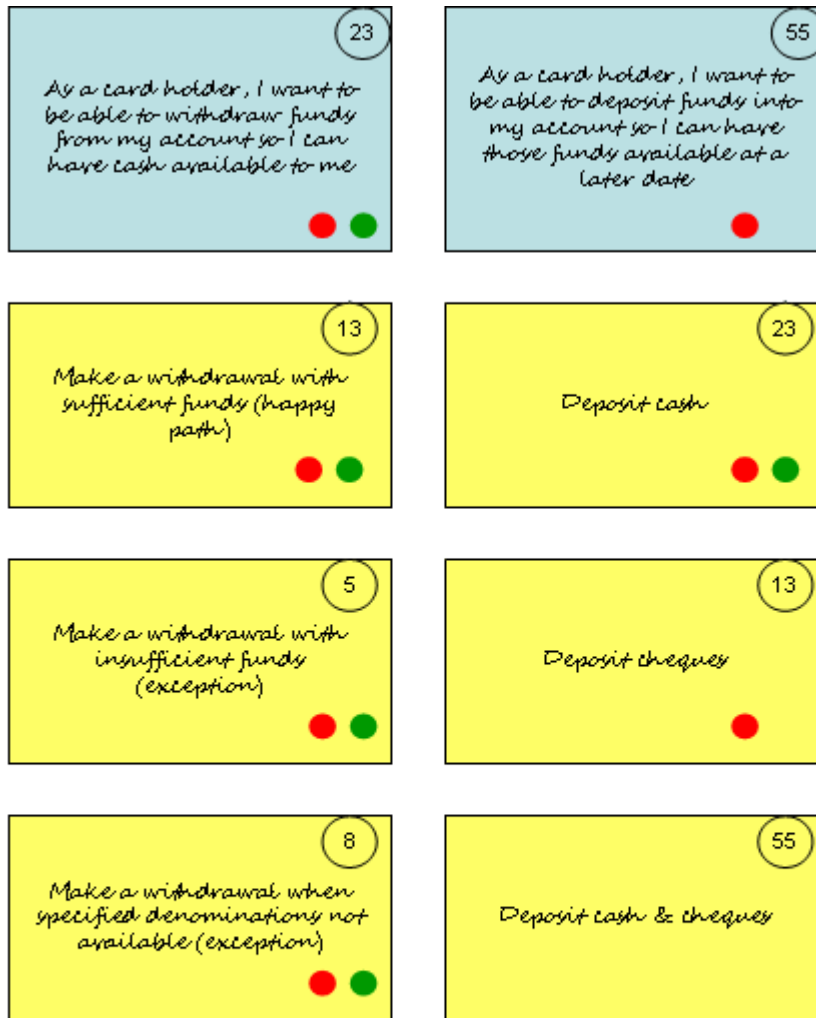 23
As a card holder, I want to
be able to withdraw funds
from my account so I can
have cash available to me
55
As a card holder, I want to
be able to deposit funds into
my account so I can have
those funds available at a
later date
13
Make a withdrawal with
sufficient funds (happy
path)
23
Deposit cash
5
Make a withdrawal with
insufficient funds
(exception)
13
Deposit cheques
8
Make a withdrawal when
specified denominations not
available (exception)
55
Deposit cash & cheques